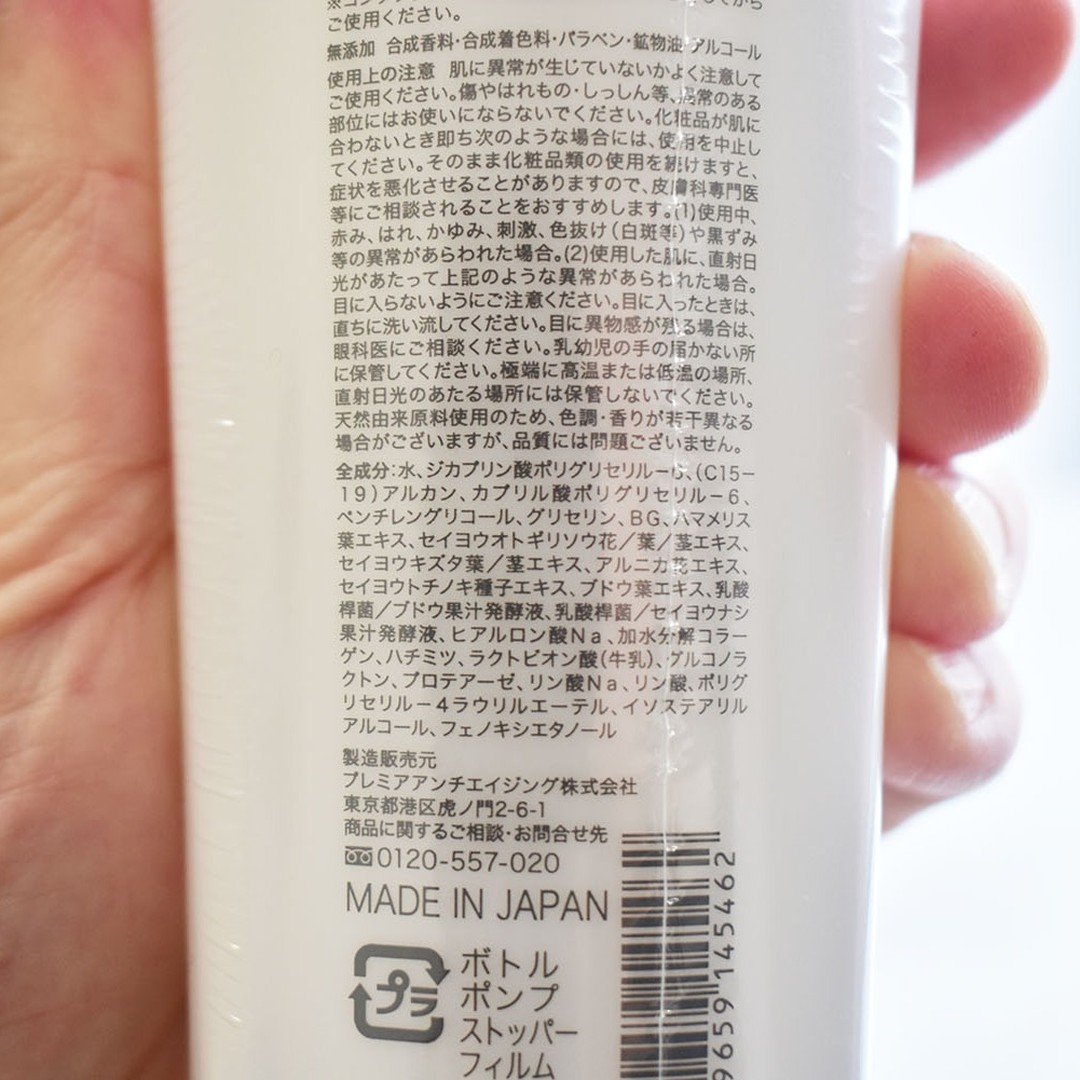 ご使用ください。
無添加 合成香料・合成着色料・パラベン・鉱物油・アルコール
使用上の注意 肌に異常が生じていないかよく注意して
ご使用ください。傷やはれもの・しっしん等、異常のある
部位にはお使いにならないでください。化粧品が肌に
合わないとき即ち次のような場合には、使用を中止し
てください。そのまま化粧品類の使用を続けますと、
症状を悪化させることがありますので、皮膚科専門医
等にご相談されることをおすすめします。(1)使用中、
赤み、はれ、かゆみ、刺激、色抜け(白斑等)や黒ずみ
等の異常があらわれた場合。(2)使用した肌に、直射日
光があたって上記のような異常があらわれた場合。
目に入らないようにご注意ください。目に入ったときは、
直ちに洗い流してください。目に異物感が残る場合は、
眼科医にご相談ください。乳幼児の手の届かない所
に保管してください。極端に高温または低温の場所、
直射日光のあたる場所には保管しないでください。
天然由来原料使用のため、色調・香りが若干異なる
場合がございますが、品質には問題ございません。
全成分:水、ジカプリン酸ポリグリセリル-6、(C15-
19)アルカン、カプリル酸ポリグリセリル-6、
ペンチレングリコール、グリセリン、BG、ハマメリス
葉エキス、セイヨウオトギリソウ花/葉/茎エキス、
セイヨウキズタ葉/茎エキス、アルニカ花エキス、
セイヨウトチノキ種子エキス、ブドウ葉エキス、乳酸
桿菌/ブドウ果汁発酵液、乳酸桿菌/セイヨウナシ
果汁発酵液、ヒアルロン酸Na、加水分解コラー
ゲン、ハチミツ、ラクトビオン酸(牛乳)、グルコノラ
クトン、プロテアーゼ、リン酸Na、リン酸、ポリグ
リセリル-4ラウリルエーテル、イソステアリル
アルコール、フェノキシエタノール
製造販売元
プレミアアンチエイジング株式会社
東京都港区虎ノ門2-6-1
商品に関するご相談・お問合せ先
0120-557-020
MADE IN JAPAN
プラ
ボトル
ポンプ
ストッパー
フィルム
9659145462